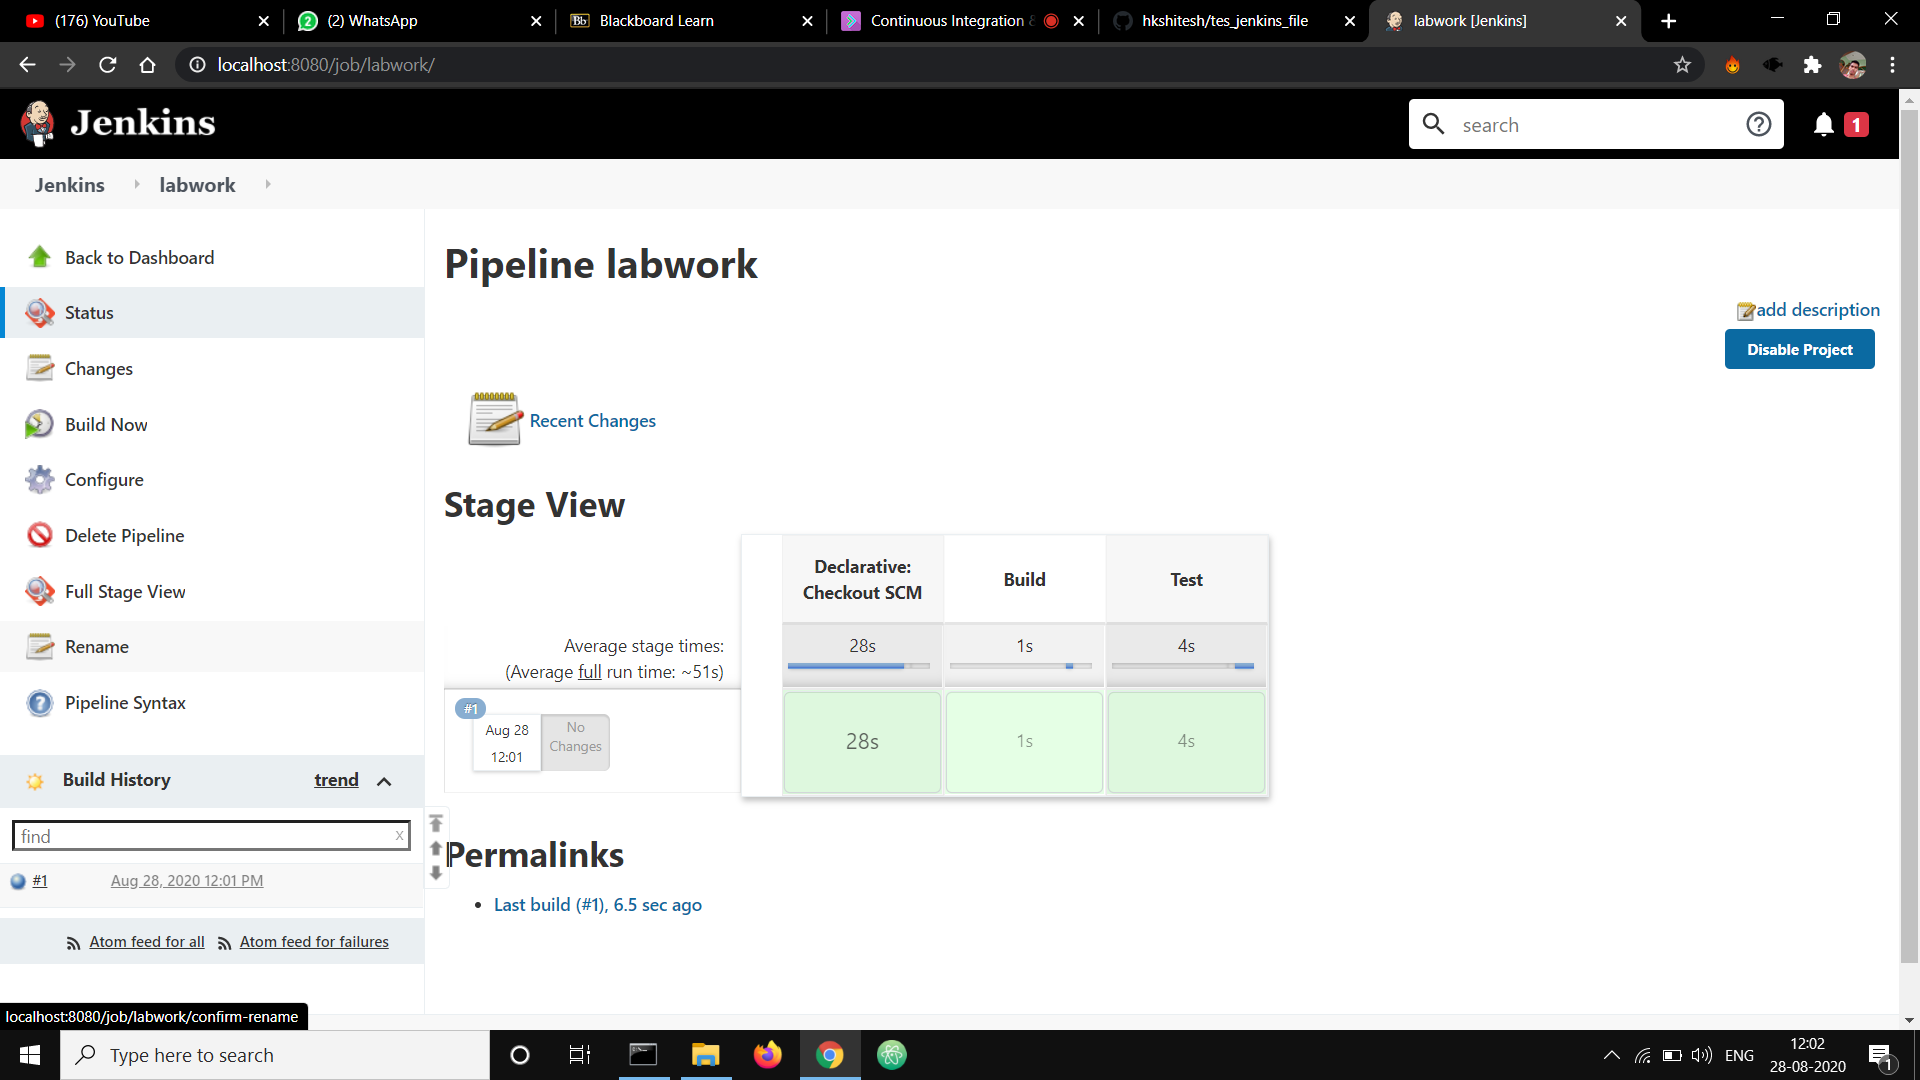 (176) YouTube
(2) WhatsApp
Blackboard Learn
Continuous Integration &
hkshitesh/tes_jenkins_file
labwork [Jenkins]
localhost:8080/job/labwork/
Jenkins
search
1
Jenkins
labwork
Back to Dashboard
Status
Changes
Build Now
Configure
Delete Pipeline
Full Stage View
Rename
Pipeline Syntax
Build History
trend
find
x
#1
Aug 28, 2020 12:01 PM
Atom feed for all
Atom feed for failures
Pipeline labwork
add description
Disable Project
Recent Changes
Stage View
Declarative:
Checkout SCM
Build
Test
Average stage times:
(Average full run time: ~51s)
28s
1s
4s
#1
Aug 28
12:01
No
Changes
28s
1s
4s
Permalinks
Last build (#1), 6.5 sec ago
localhost:8080/job/labwork/confirm-rename
Type here to search
ENG
12:02
28-08-2020
1